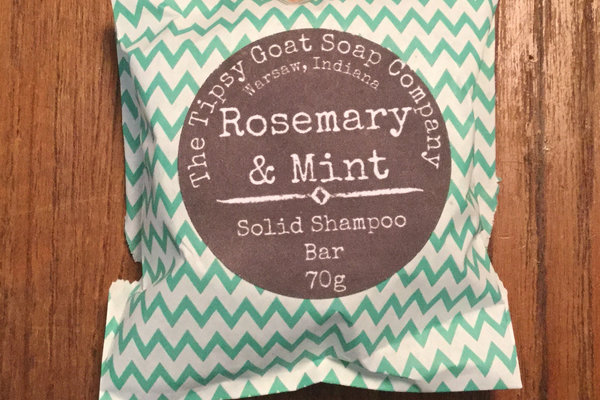 The Tipsy Goat Soap Company
Warsaw, Indiana
Rosemary
& Mint
Solid Shampoo
Bar
70g